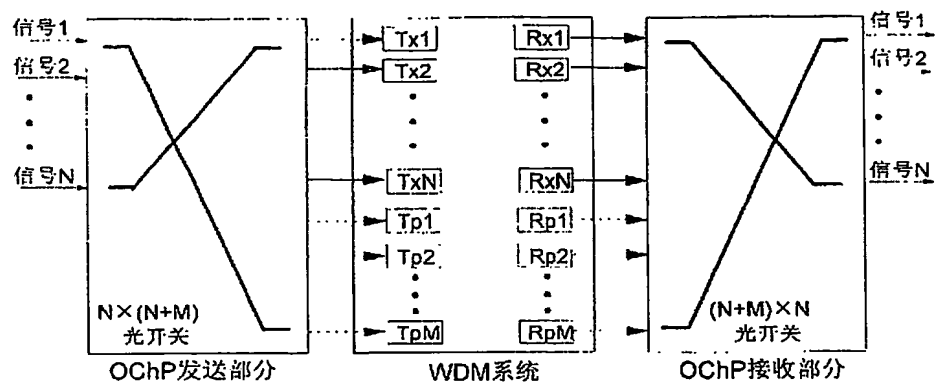 信号1
信号2
信号N
N×(N+M)
光开关
OChP发送部分
Tx1
Tx2
TxN
Tp1
Tp2
TpM
Rx1
Rx2
RxN
Rp1
Rp2
RpM
WDM系统
信号1
信号2
信号N
(N+M)×N
光开关
OChP接收部分